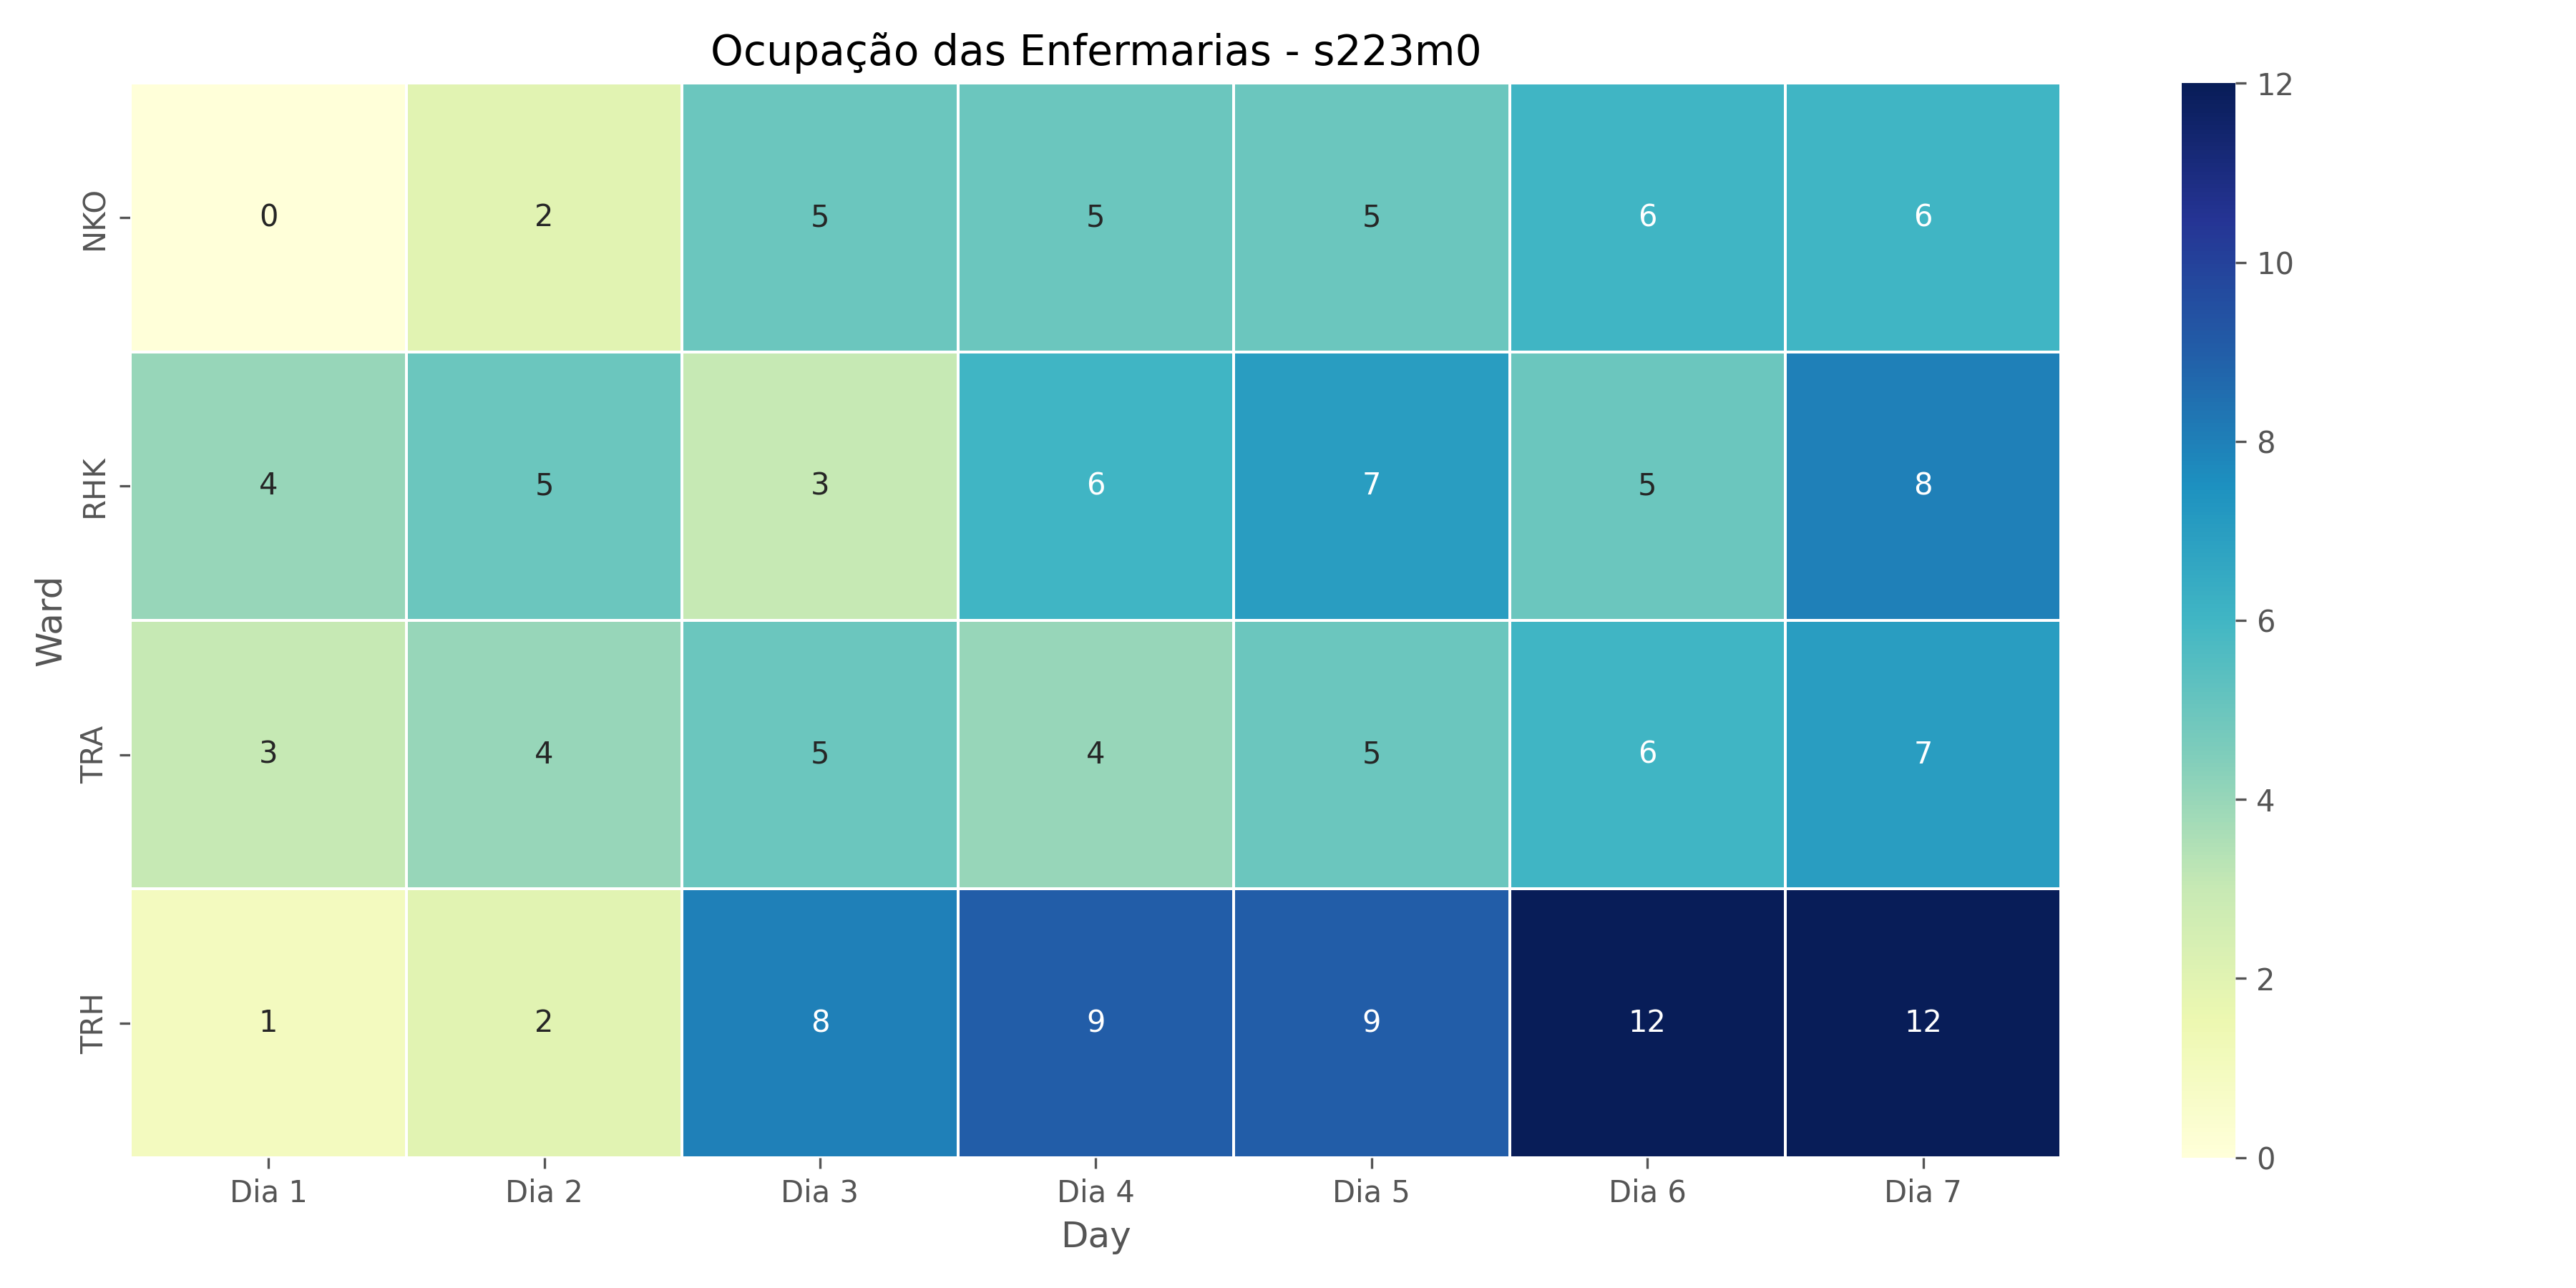 Ocupação das Enfermarias - s223m0
Ward
NKO
0 2 5 5 5 6 6
RHK
4 5 3 6 7 5 8
TRA
3 4 5 4 5 6 7
TRH
1 2 8 9 9 12 12
Dia 1 Dia 2 Dia 3 Dia 4 Dia 5 Dia 6 Dia 7
Day
12
10
8
6
4
2
0